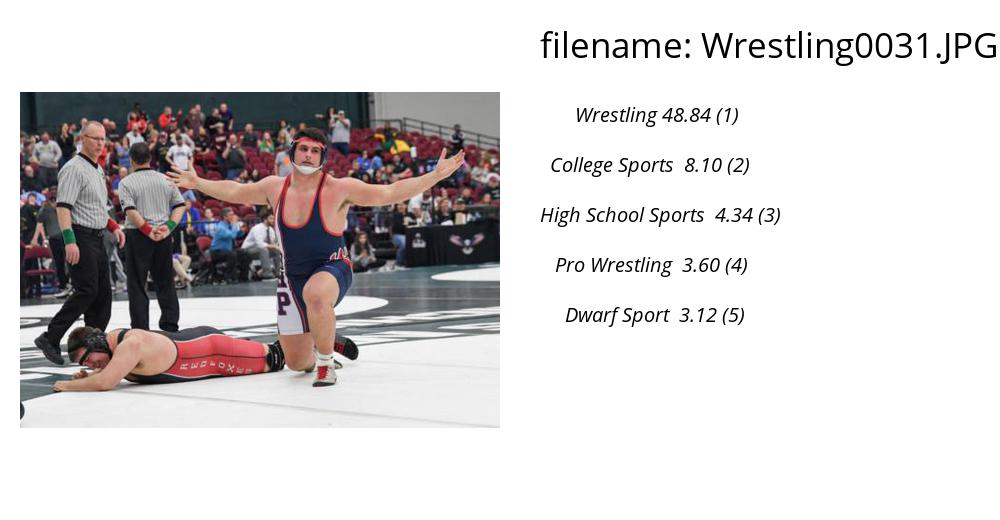 filename: Wrestling0031.JPG
Wrestling 48.84 (1)
College Sports 8.10 (2)
High School Sports 4.34 (3)
Pro Wrestling 3.60 (4)
Dwarf Sport 3.12 (5)
P
REDFOXES